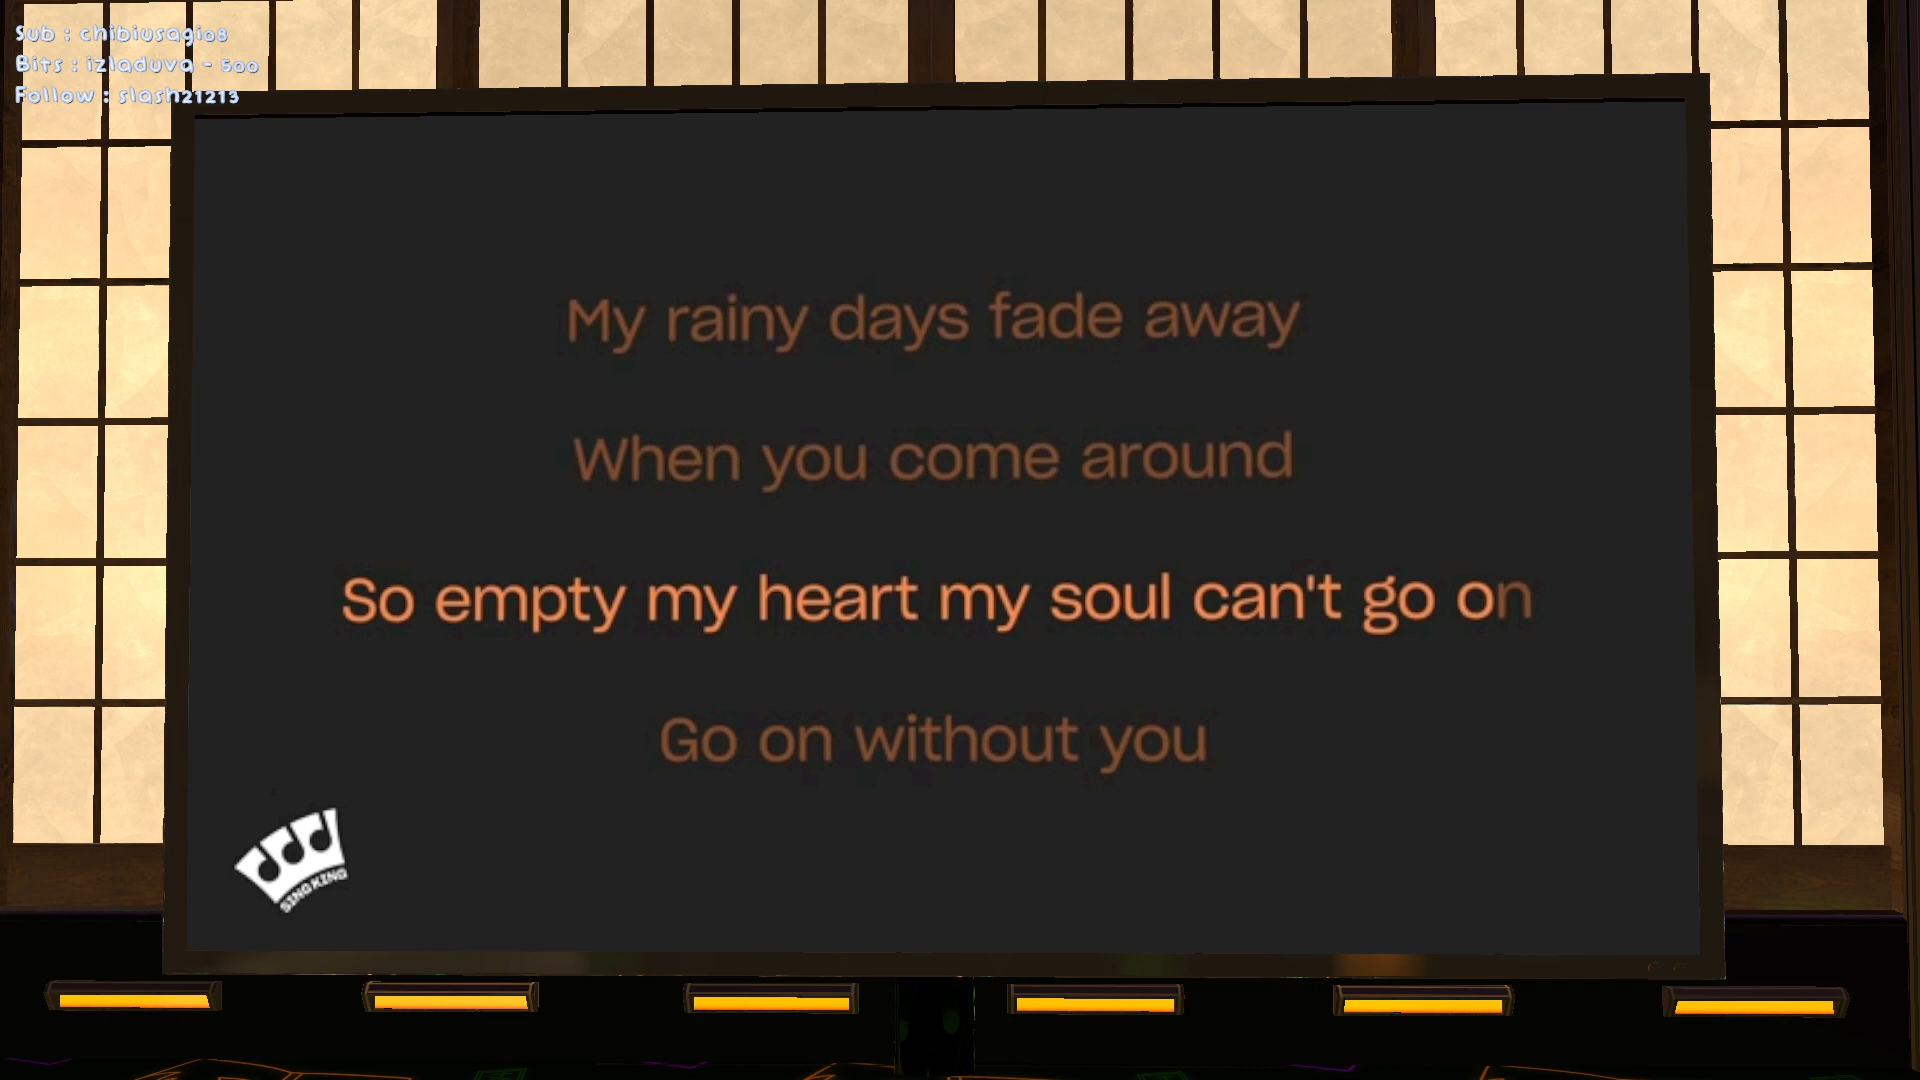 Sub : chibiusagi08
Bits : izladuva - 500
Follow : slash21213
My rainy days fade away
When you come around
So empty my heart my soul can't go on
Go on without you
SING KING